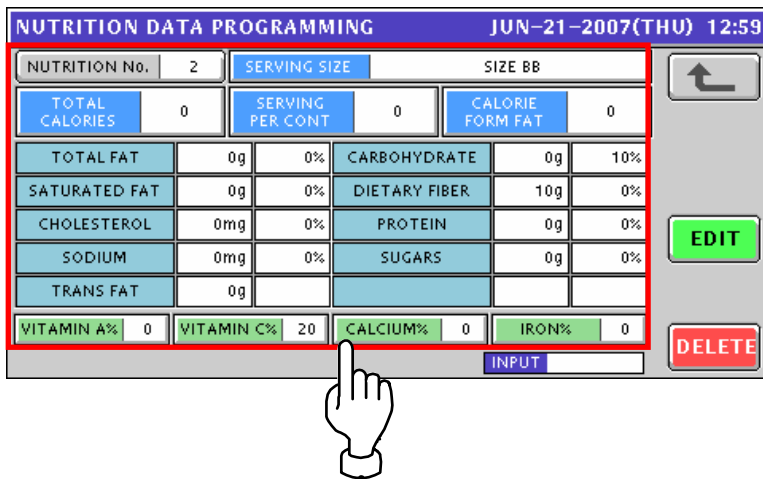 NUTRITION DATA PROGRAMMING JUN-21-2007(THU) 12:59
NUTRITION No. 2 SERVING SIZE SIZE BB
TOTAL CALORIES 0 SERVING PER CONT 0 CALORIE FORM FAT 0
TOTAL FAT 0g 0% CARBOHYDRATE 0g 10%
SATURATED FAT 0g 0% DIETARY FIBER 10g 0%
CHOLESTEROL 0mg 0% PROTEIN 0g 0%
EDIT
SODIUM 0mg 0% SUGARS 0g 0%
TRANS FAT 0g
VITAMIN A% 0 VITAMIN C% 20 CALCIUM% 0 IRON% 0
DELETE
INPUT